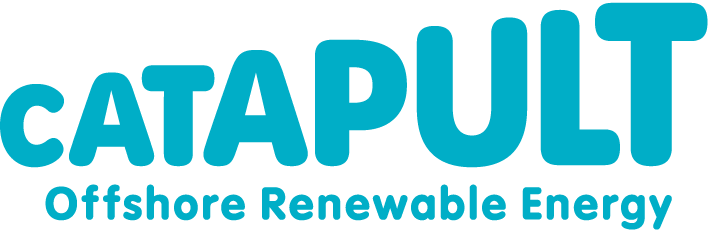 CATAPULT
Offshore Renewable Energy